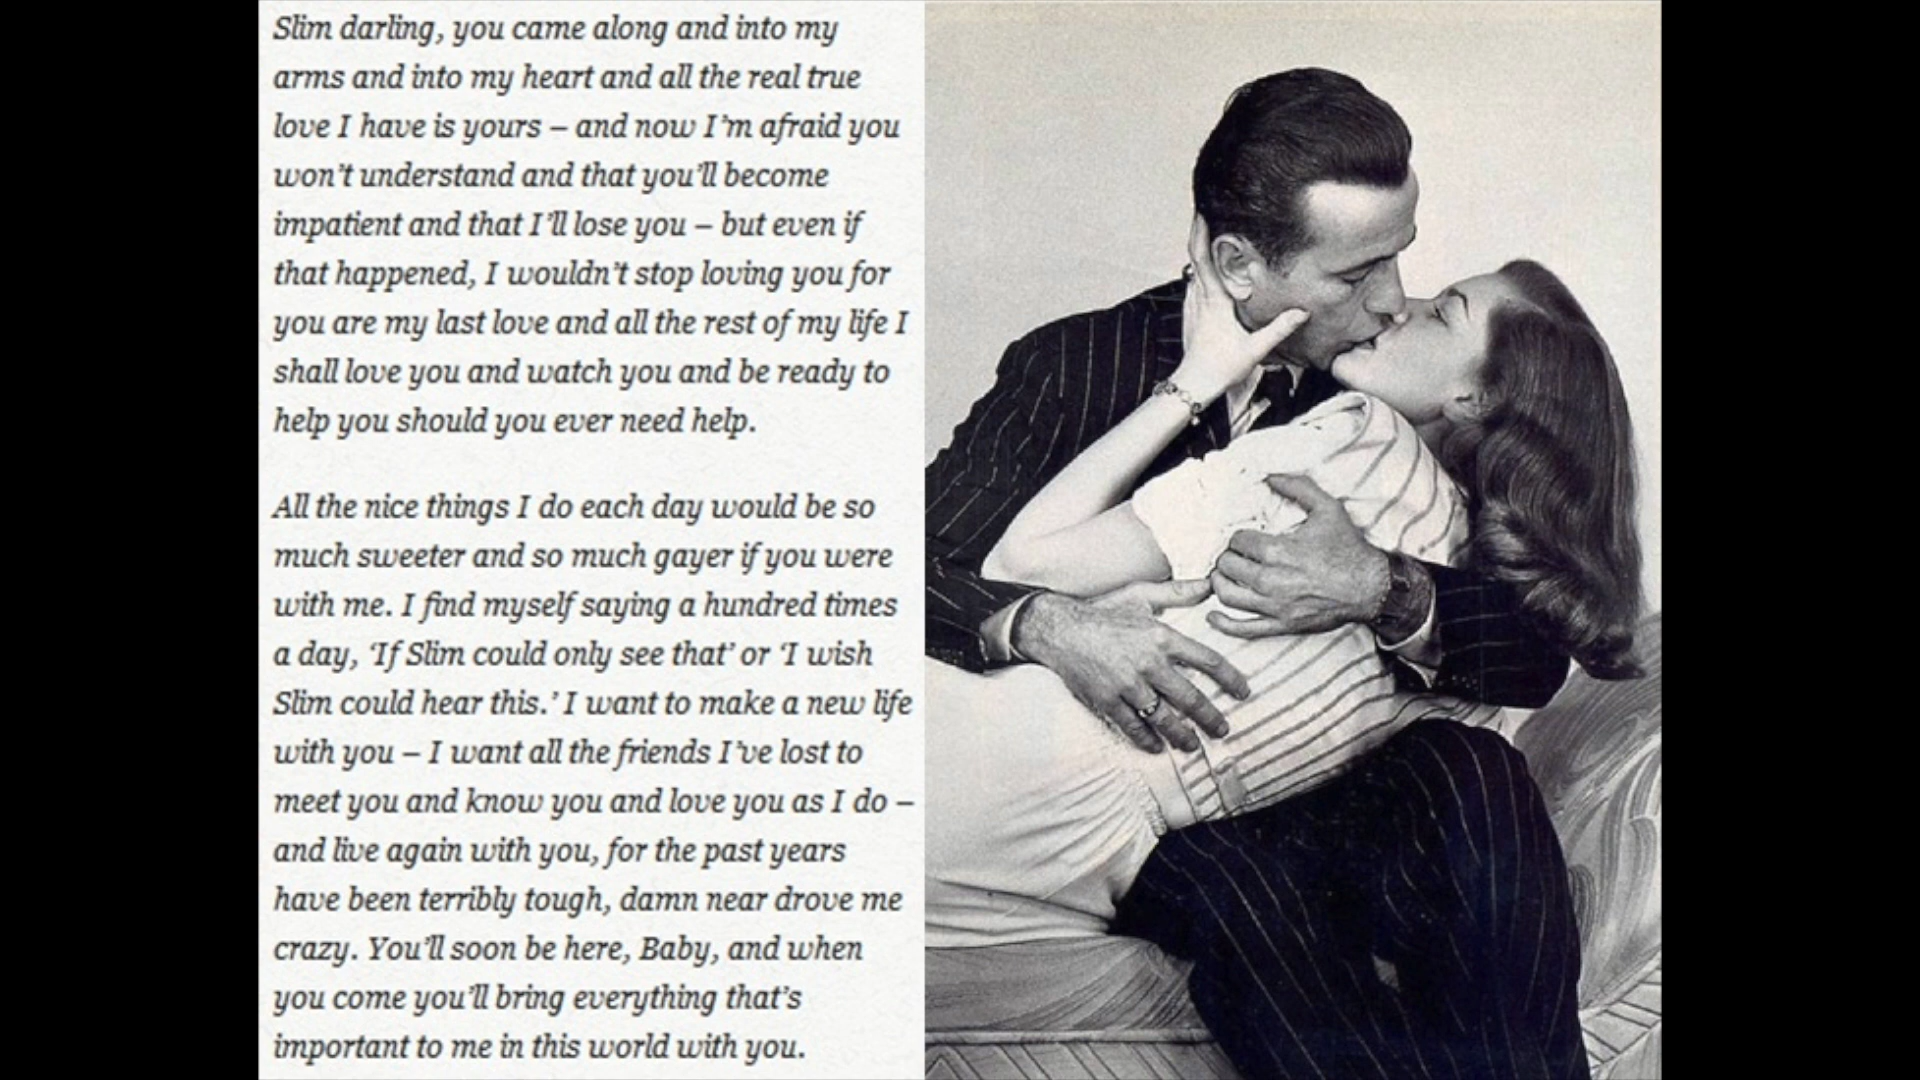 Slim darling, you came along and into my
arms and into my heart and all the real true
love I have is yours – and now I’m afraid you
won’t understand and that you’ll become
impatient and that I’ll lose you – but even if
that happened, I wouldn’t stop loving you for
you are my last love and all the rest of my life I
shall love you and watch you and be ready to
help you should you ever need help.
All the nice things I do each day would be so
much sweeter and so much gayer if you were
with me. I find myself saying a hundred times
a day, ‘If Slim could only see that’ or ‘I wish
Slim could hear this.’ I want to make a new life
with you – I want all the friends I’ve lost to
meet you and know you and love you as I do –
and live again with you, for the past years
have been terribly tough, damn near drove me
crazy. You’ll soon be here, Baby, and when
you come you’ll bring everything that’s
important to me in this world with you.